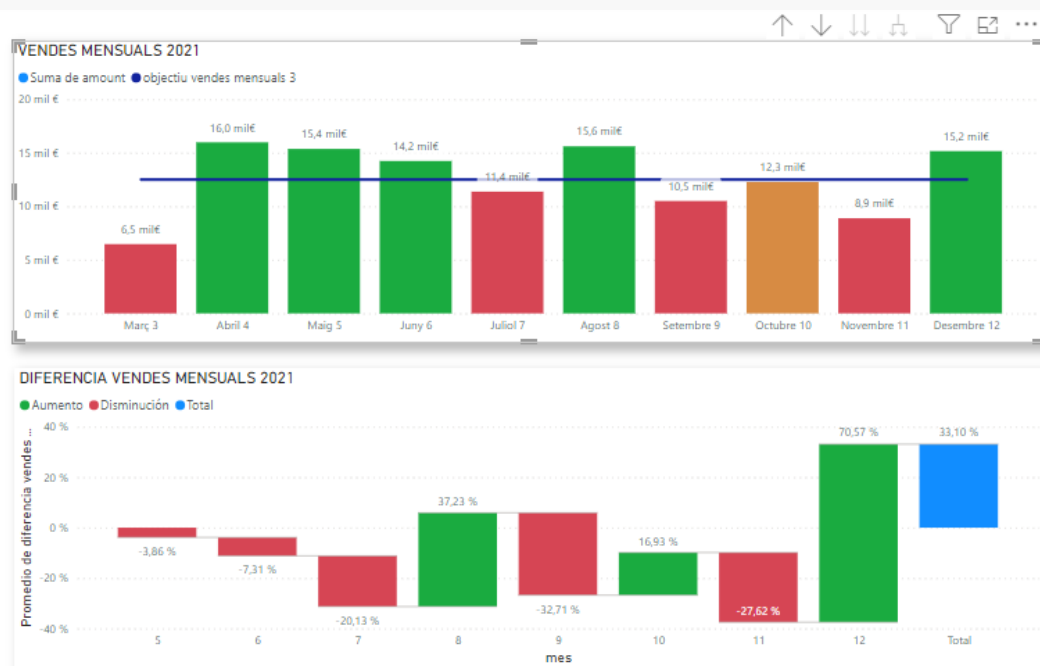 VENDES MENSUALS 2021
Suma de amount objectiu vendes mensuals 3
20 mil €
15 mil €
10 mil €
5 mil €
0 mil €
6,5 mil€
16,0 mil€
15,4 mil€
14,2 mil€
11,4 mil€
15,6 mil€
10,5 mil€
12,3 mil€
8,9 mil€
15,2 mil€
Març 3 Abril 4 Maig 5 Juny 6 Juliol 7 Agost 8 Setembre 9 Octubre 10 Novembre 11 Desembre 12
DIFERENCIA VENDES MENSUALS 2021
Aumento Disminución Total
Promedio de diferencia vendes ...
40 %
20 %
0 %
-20 %
-40 %
-3,86 %
-7,31 %
-20,13 %
37,23 %
-32,71 %
16,93 %
-27,62 %
70,57 %
33,10 %
5 6 7 8 9 10 11 12 Total
mes